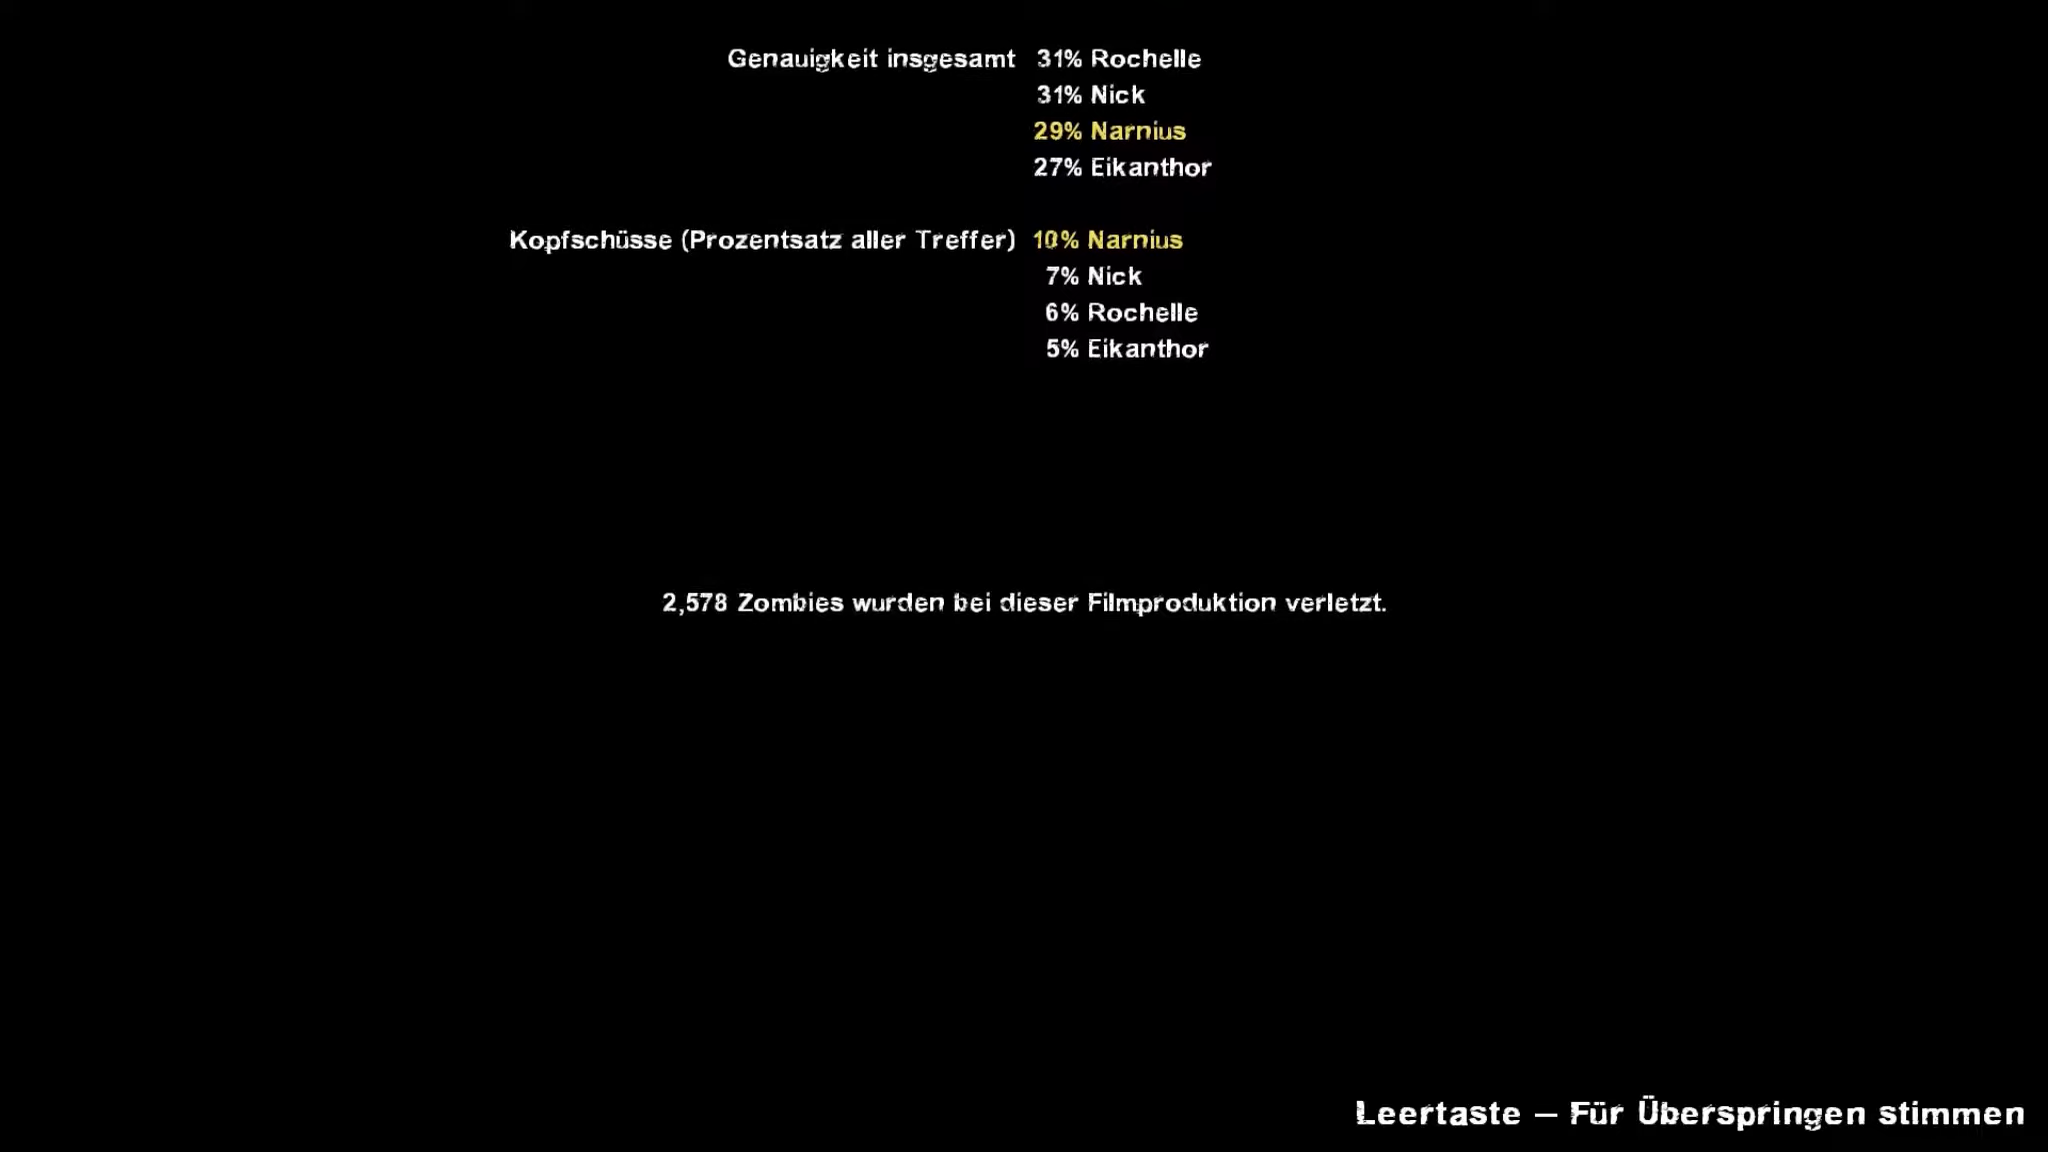 Genauigkeit insgesamt 31% Rochelle
31% Nick
29% Narnius
27% Eikanthor
Kopfschüsse (Prozentsatz aller Treffer) 10% Narnius
7% Nick
6% Rochelle
5% Eikanthor
2,578 Zombies wurden bei dieser Filmproduktion verletzt.
Leertaste – Für Überspringen stimmen